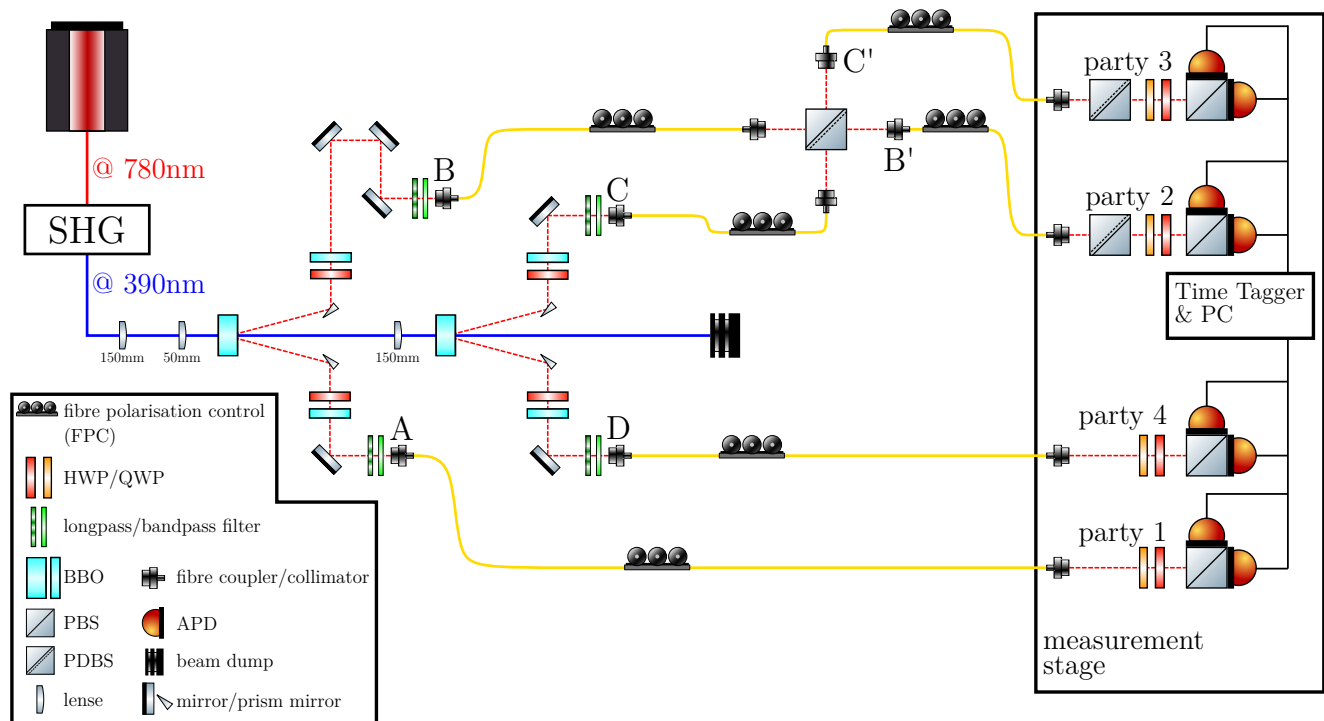 @ 780nm
SHG
@ 390nm
150mm
50mm
150mm
B
C
A
D
C'
B'
party 3
party 2
Time Tagger
& PC
party 4
party 1
measurement
stage
fibre polarisation control
(FPC)
HWP/QWP
longpass/bandpass filter
BBO
fibre coupler/collimator
PBS
APD
PDBS
beam dump
lense
mirror/prism mirror